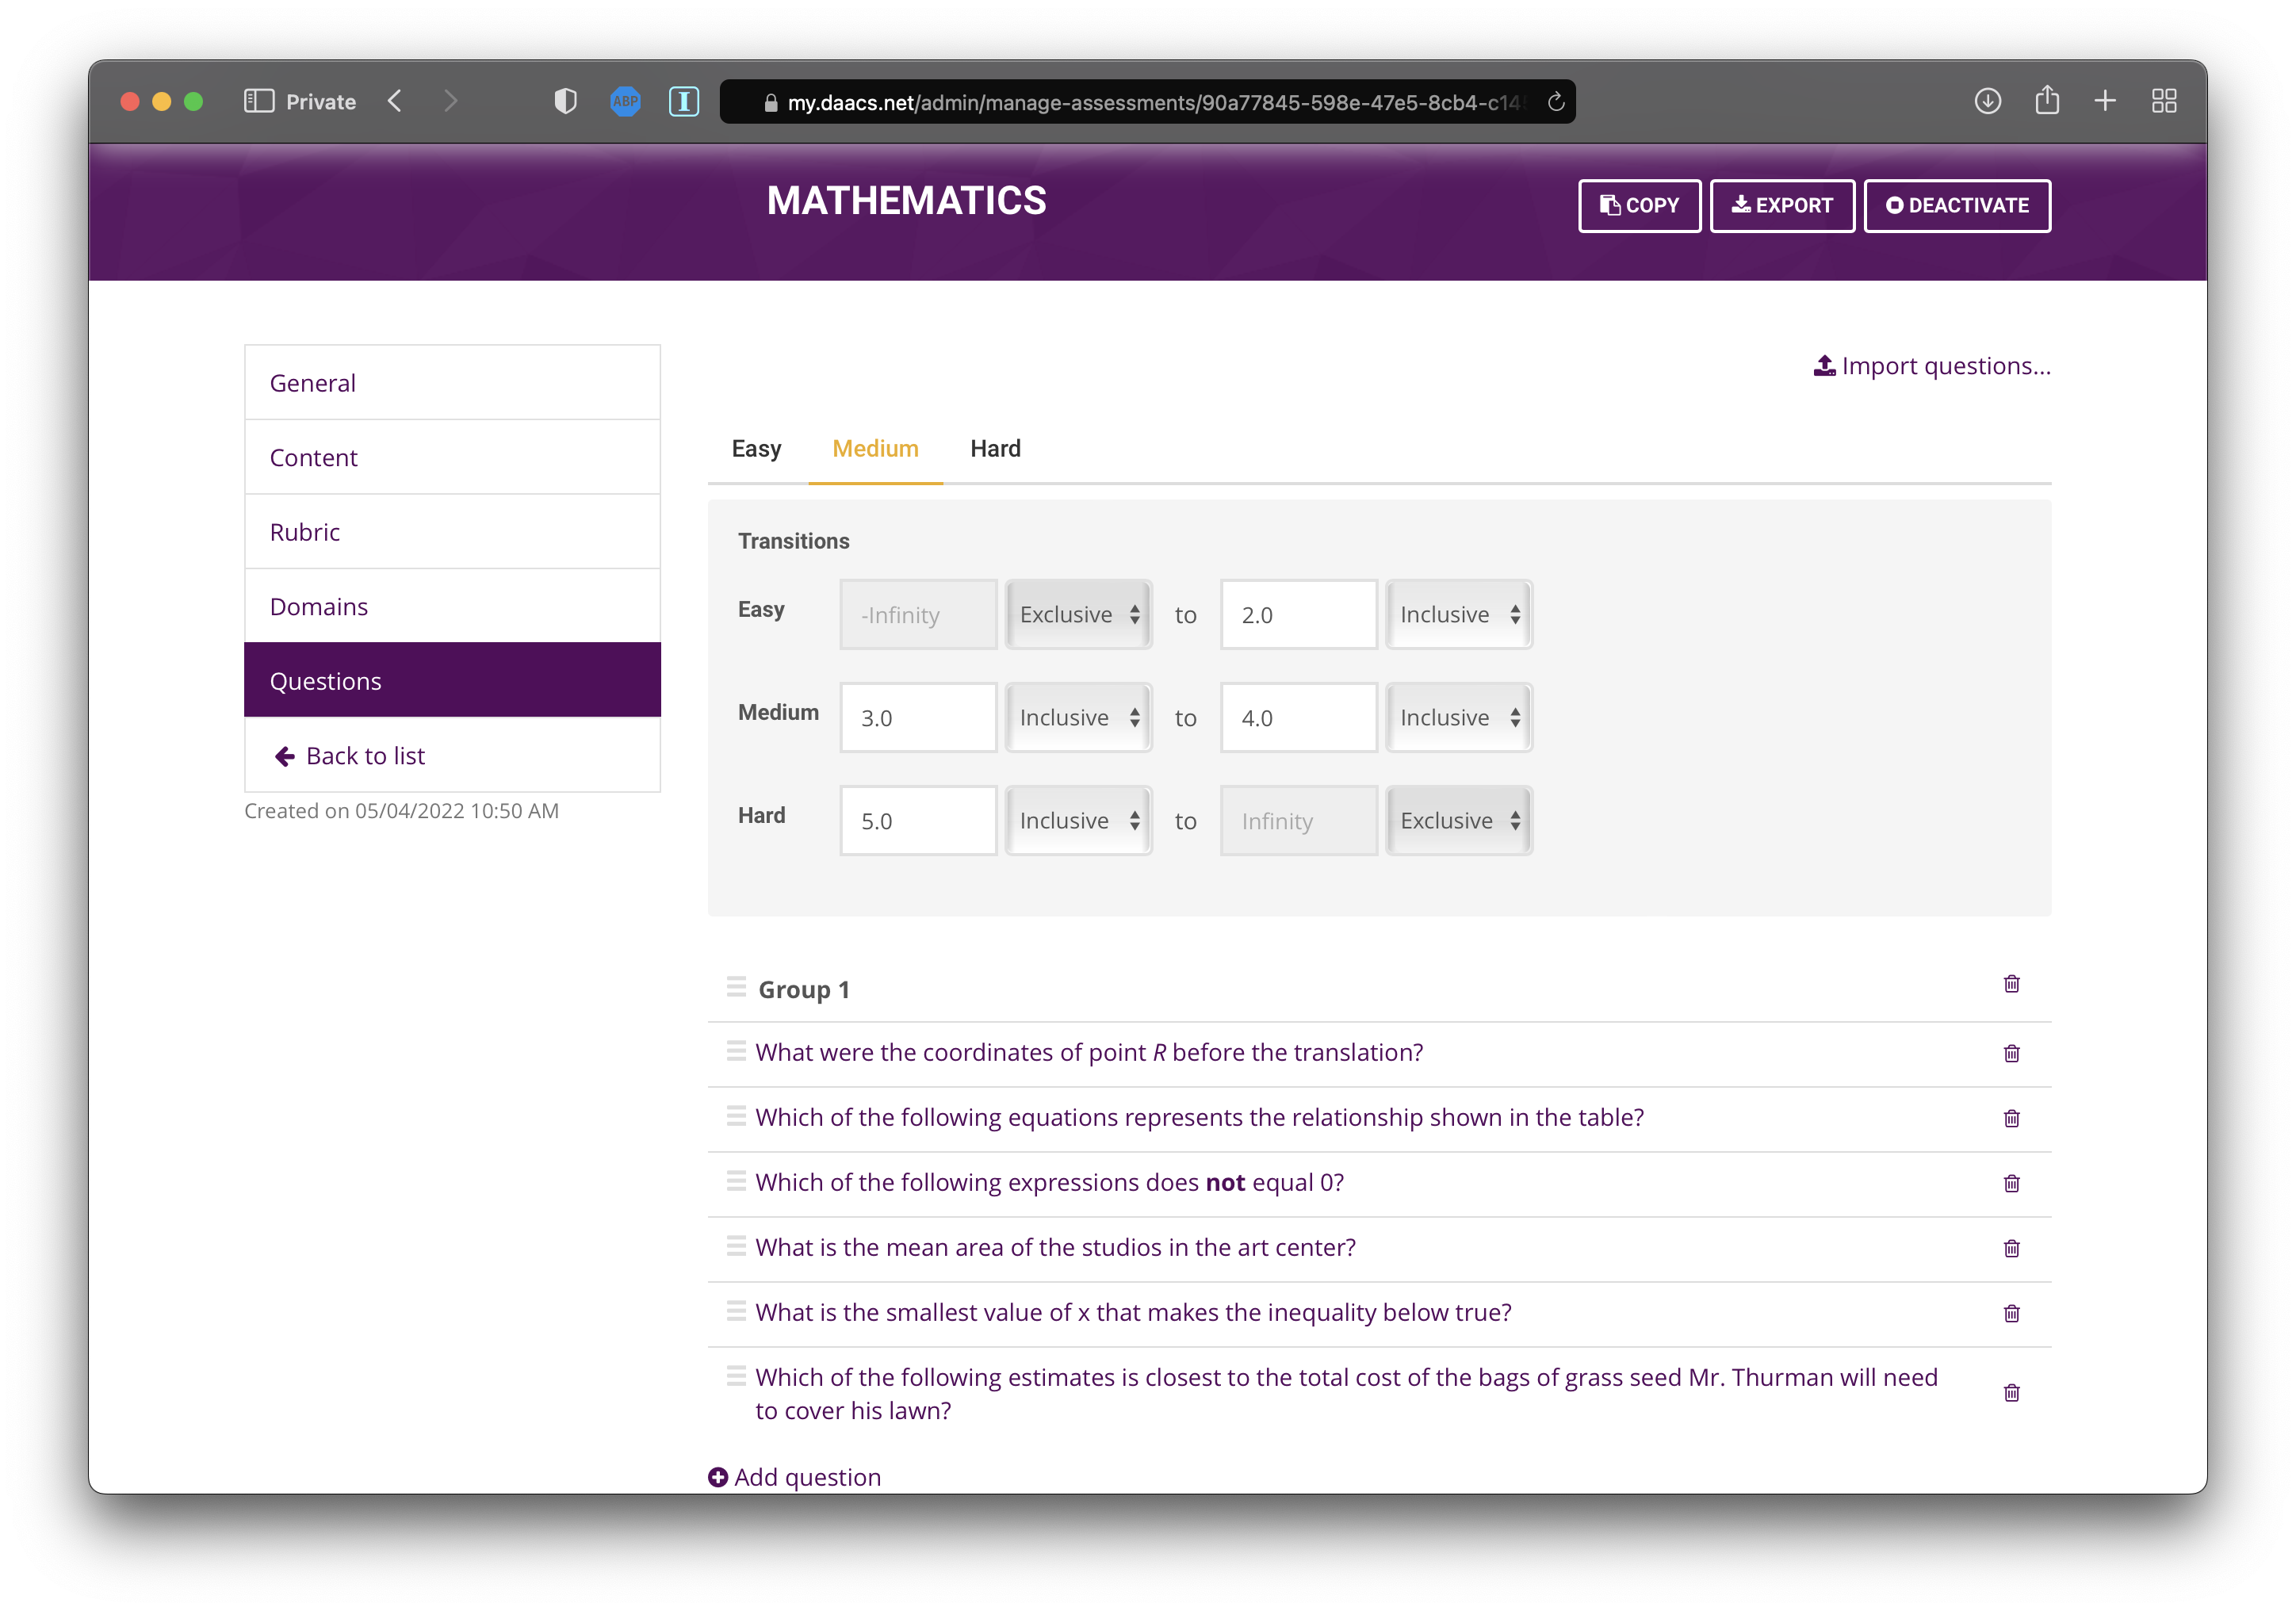 Private
ABP
my.daacs.net/admin/manage-assessments/90a77845-598e-47e5-8cb4-c14
MATHEMATICS
COPY
EXPORT
DEACTIVATE
General
Content
Rubric
Domains
Questions
Back to list
Created on 05/04/2022 10:50 AM
Import questions...
Easy Medium Hard
Transitions
Easy -Infinity Exclusive to 2.0 Inclusive
Medium 3.0 Inclusive to 4.0 Inclusive
Hard 5.0 Inclusive to Infinity Exclusive
Group 1
What were the coordinates of point R before the translation?
Which of the following equations represents the relationship shown in the table?
Which of the following expressions does not equal 0?
What is the mean area of the studios in the art center?
What is the smallest value of x that makes the inequality below true?
Which of the following estimates is closest to the total cost of the bags of grass seed Mr. Thurman will need
to cover his lawn?
Add question